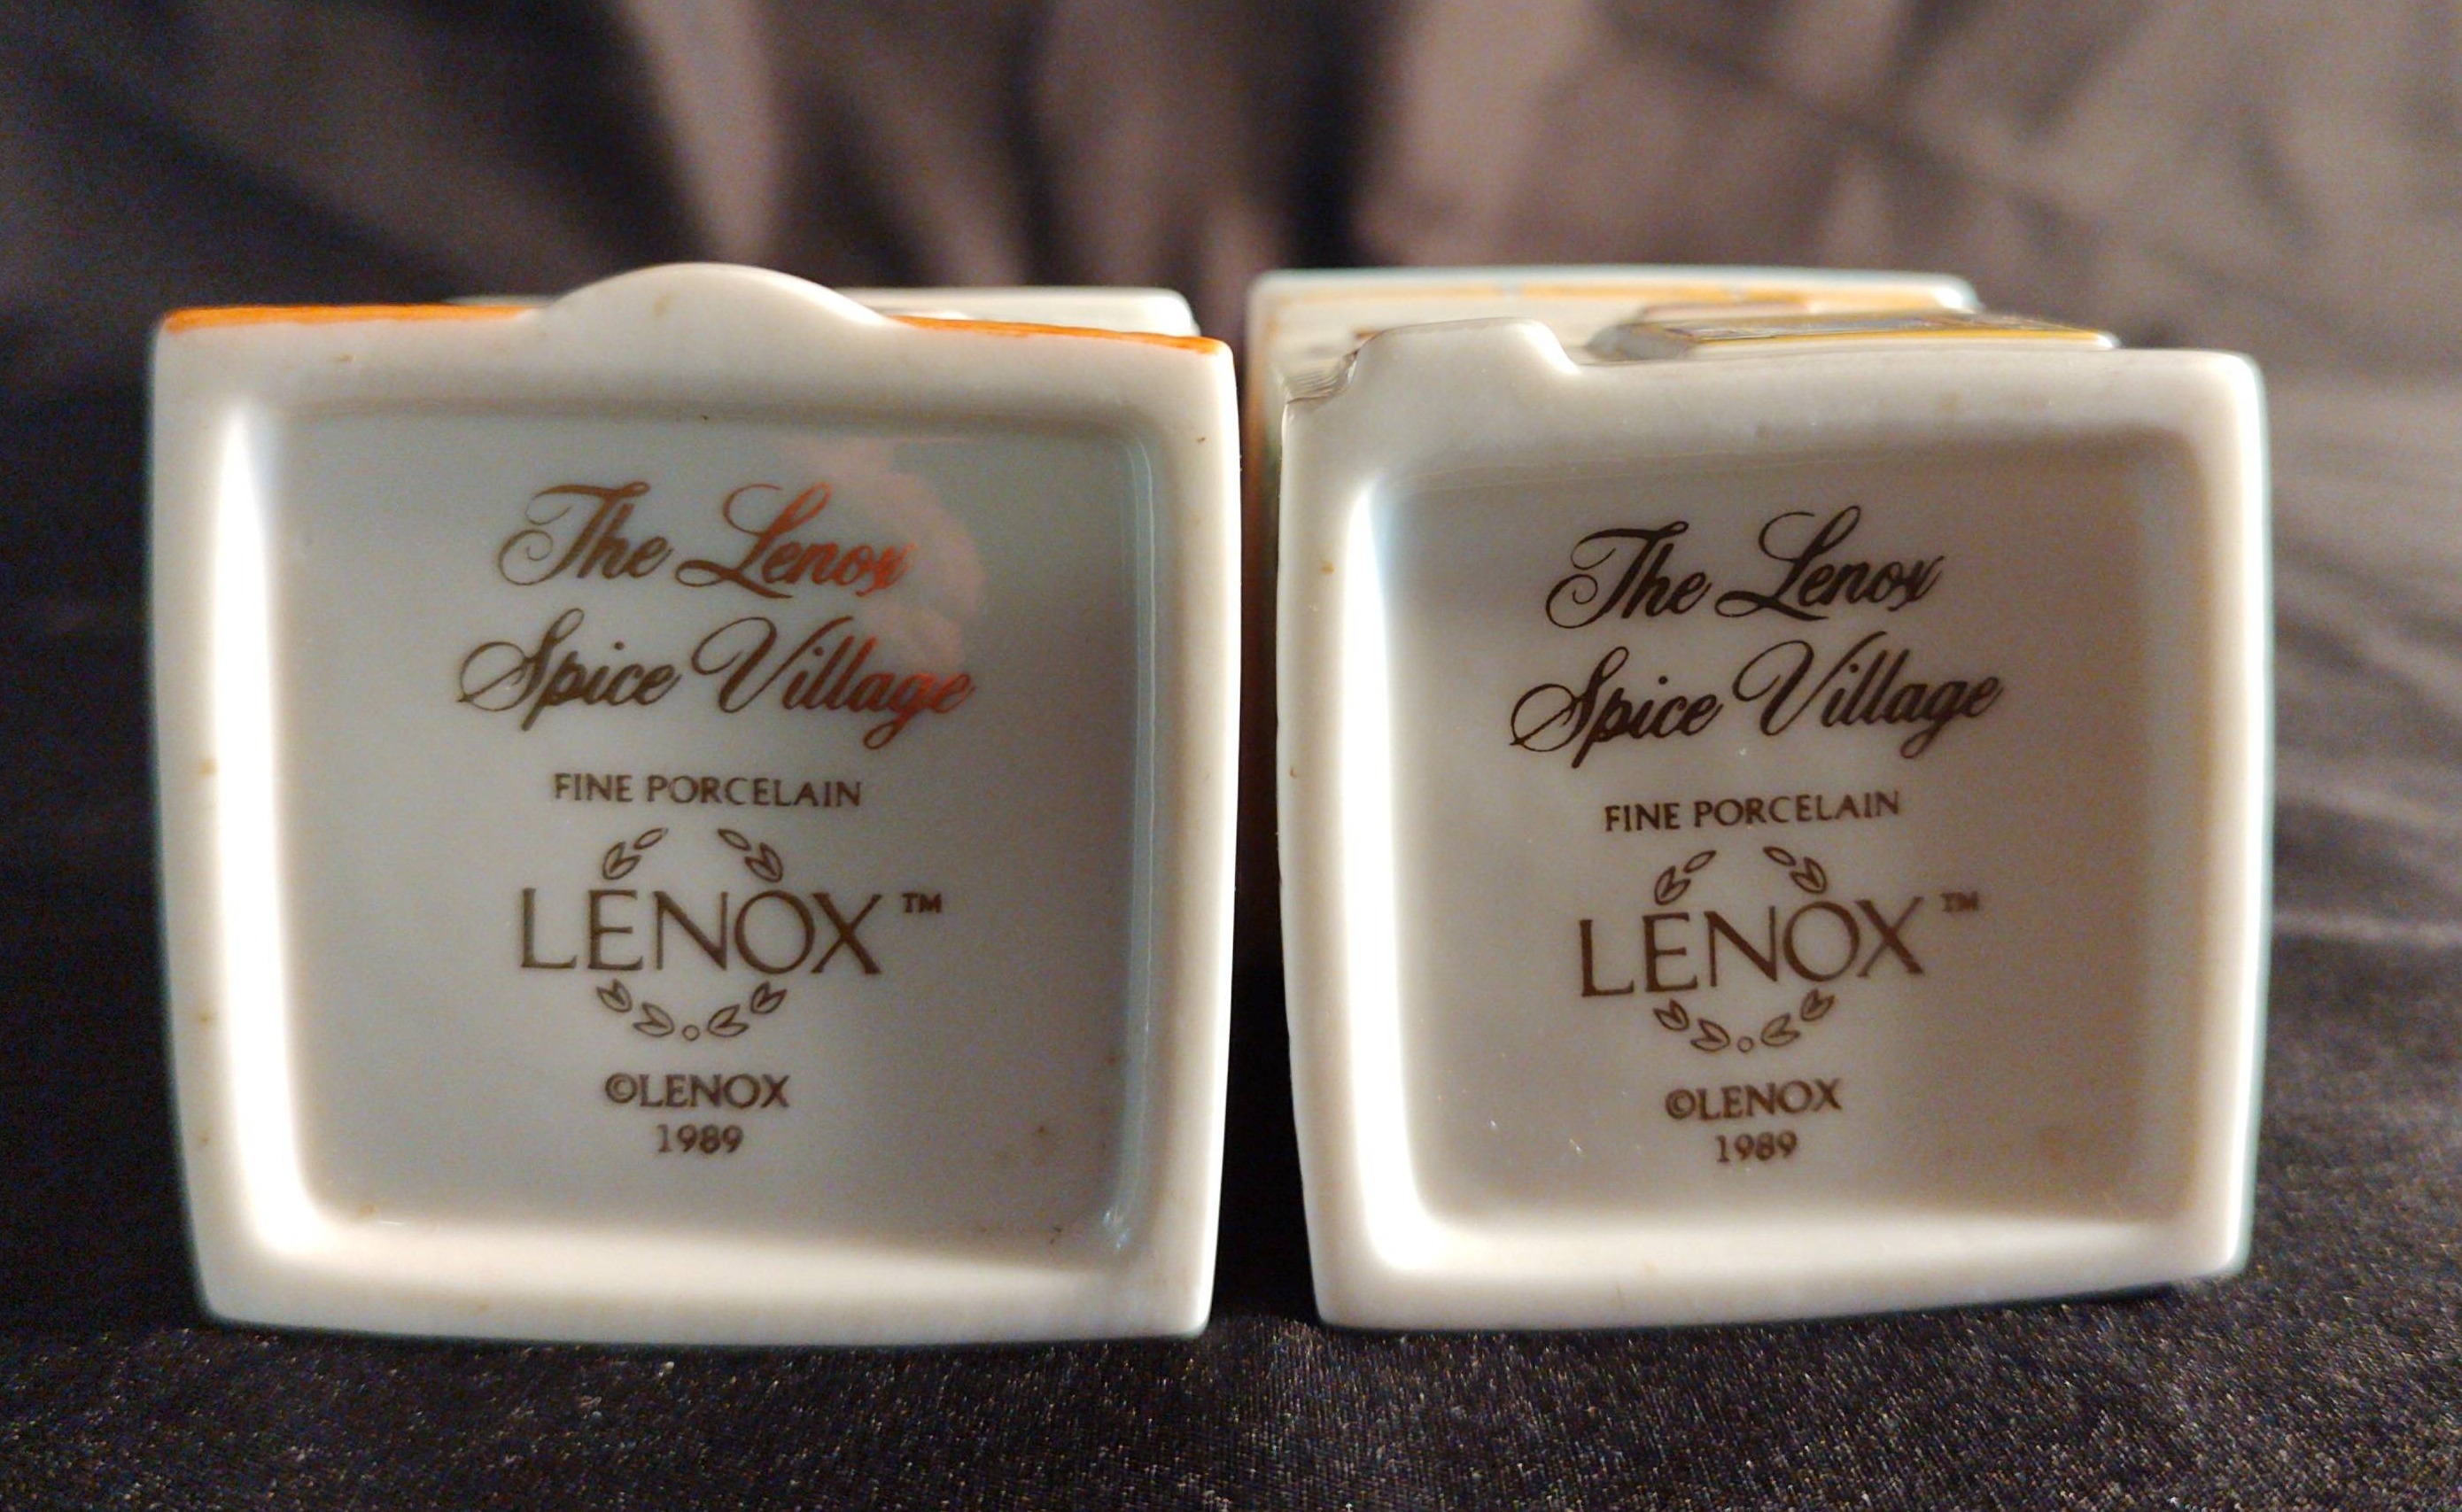 The Lenox
Spice Village
FINE PORCELAIN
LENOX™
©LENOX
1989
The Lenox
Spice Village
FINE PORCELAIN
LENOX™
©LENOX
1989